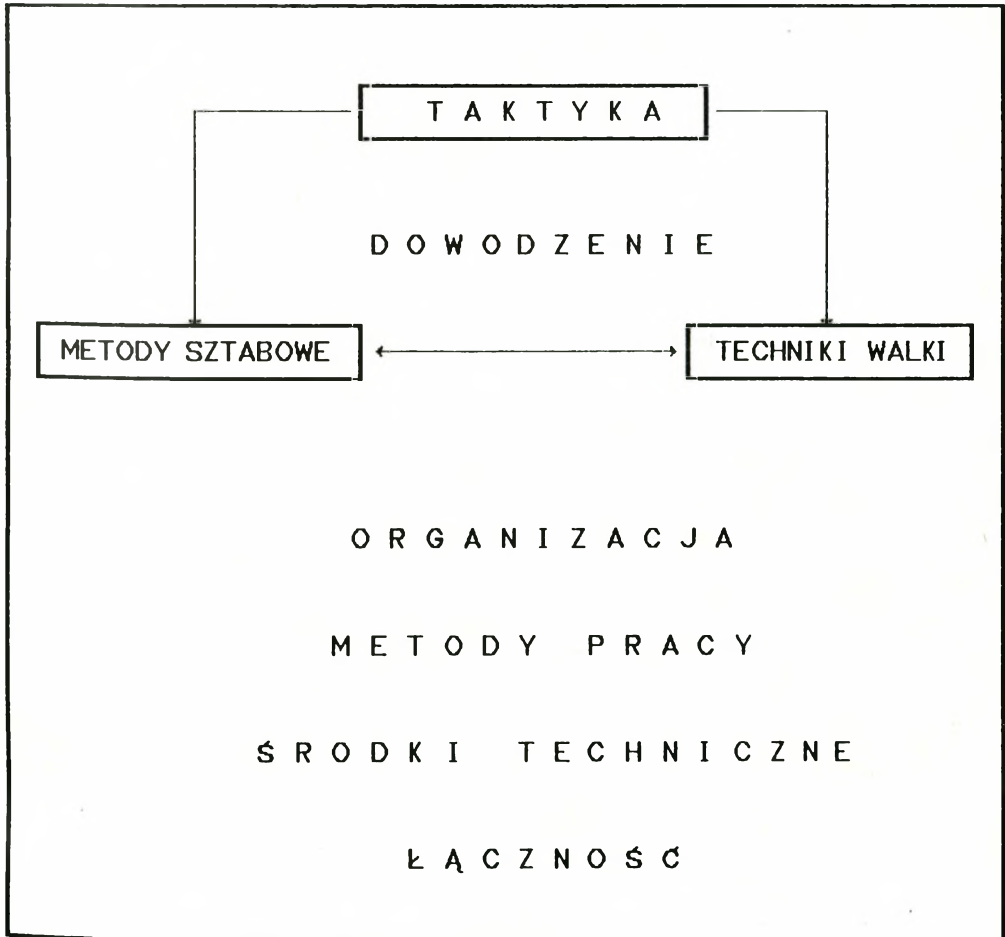 TAKTYKA
DOWODZENIE
METODY SZTABOWE
TECHNIKI WALKI
ORGANIZACJA
METODY PRACY
ŚRODKI TECHNICZNE
ŁĄCZNOŚĆ